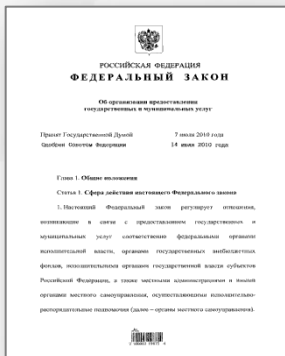 РОССИЙСКАЯ ФЕДЕРАЦИЯ
ФЕДЕРАЛЬНЫЙ ЗАКОН
Об организации предоставления
государственных и муниципальных услуг
Принят Государственной Думой 7 июля 2010 года
Одобрен Советом Федерации 14 июля 2010 года
Глава 1. Общие положения
Статья 1. Сфера действия настоящего Федерального закона
1. Настоящий Федеральный закон регулирует отношения,
возникающие в связи с предоставлением государственных и
муниципальных услуг соответственно федеральными органами
исполнительной власти, органами государственных внебюджетных
фондов, исполнительными органами государственной власти субъектов
Российской Федерации, а также местными администрациями и иными
органами местного самоуправления, осуществляющими исполнительно-
распорядительные полномочия (далее - органы местного самоуправления).